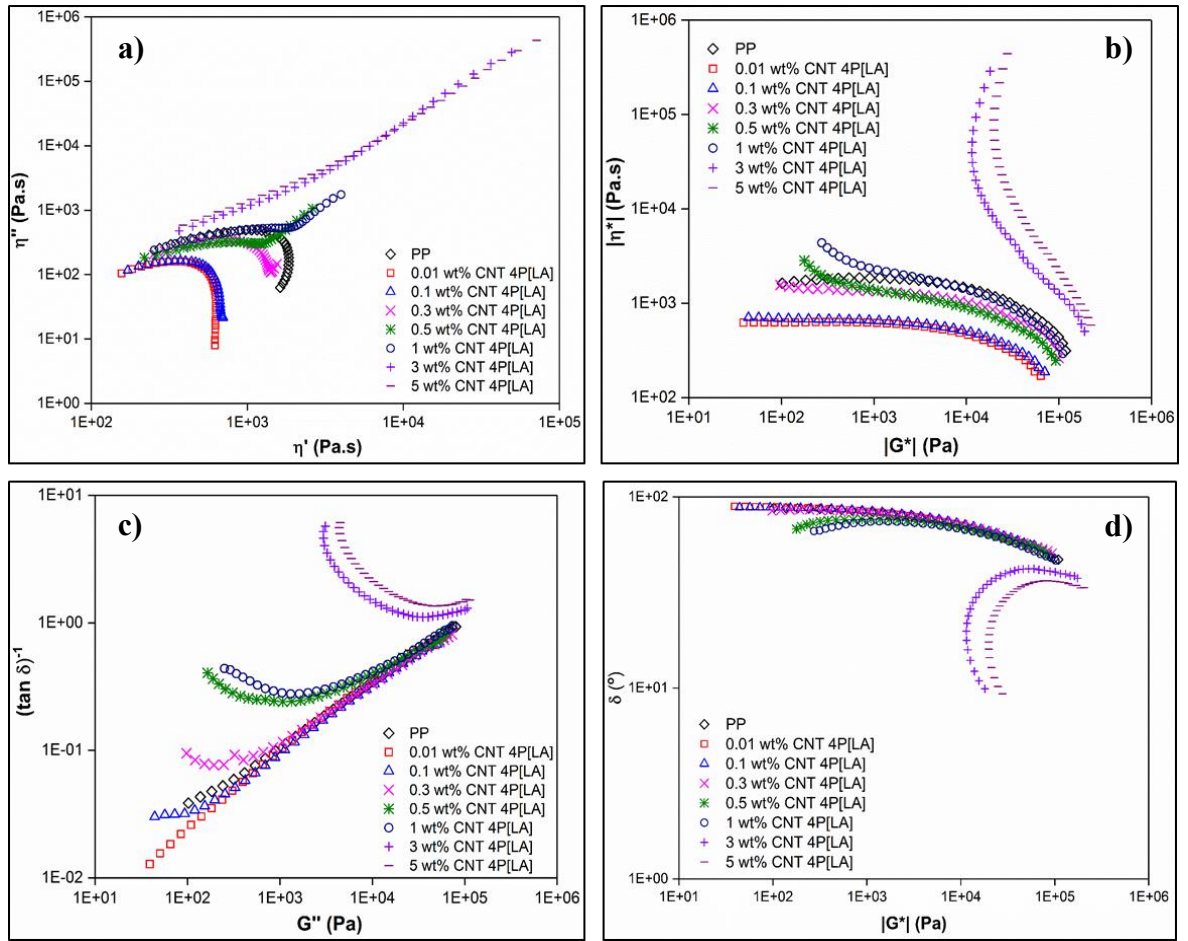 a)
1E+06
1E+05
1E+04
1E+03
1E+02
1E+01
1E+00
η'' (Pa.s)
PP
0.01 wt% CNT 4P[LA]
0.1 wt% CNT 4P[LA]
0.3 wt% CNT 4P[LA]
0.5 wt% CNT 4P[LA]
1 wt% CNT 4P[LA]
3 wt% CNT 4P[LA]
5 wt% CNT 4P[LA]
1E+02 1E+03 1E+04 1E+05
η' (Pa.s)
b)
1E+06
1E+05
1E+04
1E+03
1E+02
|η*| (Pa.s)
PP
0.01 wt% CNT 4P[LA]
0.1 wt% CNT 4P[LA]
0.3 wt% CNT 4P[LA]
0.5 wt% CNT 4P[LA]
1 wt% CNT 4P[LA]
3 wt% CNT 4P[LA]
5 wt% CNT 4P[LA]
1E+01 1E+02 1E+03 1E+04 1E+05 1E+06
|G*| (Pa)
c)
1E+01
1E+00
1E-01
1E-02
(tan δ)⁻¹
PP
0.01 wt% CNT 4P[LA]
0.1 wt% CNT 4P[LA]
0.3 wt% CNT 4P[LA]
0.5 wt% CNT 4P[LA]
1 wt% CNT 4P[LA]
3 wt% CNT 4P[LA]
5 wt% CNT 4P[LA]
1E+01 1E+02 1E+03 1E+04 1E+05 1E+06
G'' (Pa)
d)
1E+02
1E+01
1E+00
δ (º)
PP
0.01 wt% CNT 4P[LA]
0.1 wt% CNT 4P[LA]
0.3 wt% CNT 4P[LA]
0.5 wt% CNT 4P[LA]
1 wt% CNT 4P[LA]
3 wt% CNT 4P[LA]
5 wt% CNT 4P[LA]
1E+01 1E+02 1E+03 1E+04 1E+05 1E+06
|G*| (Pa)